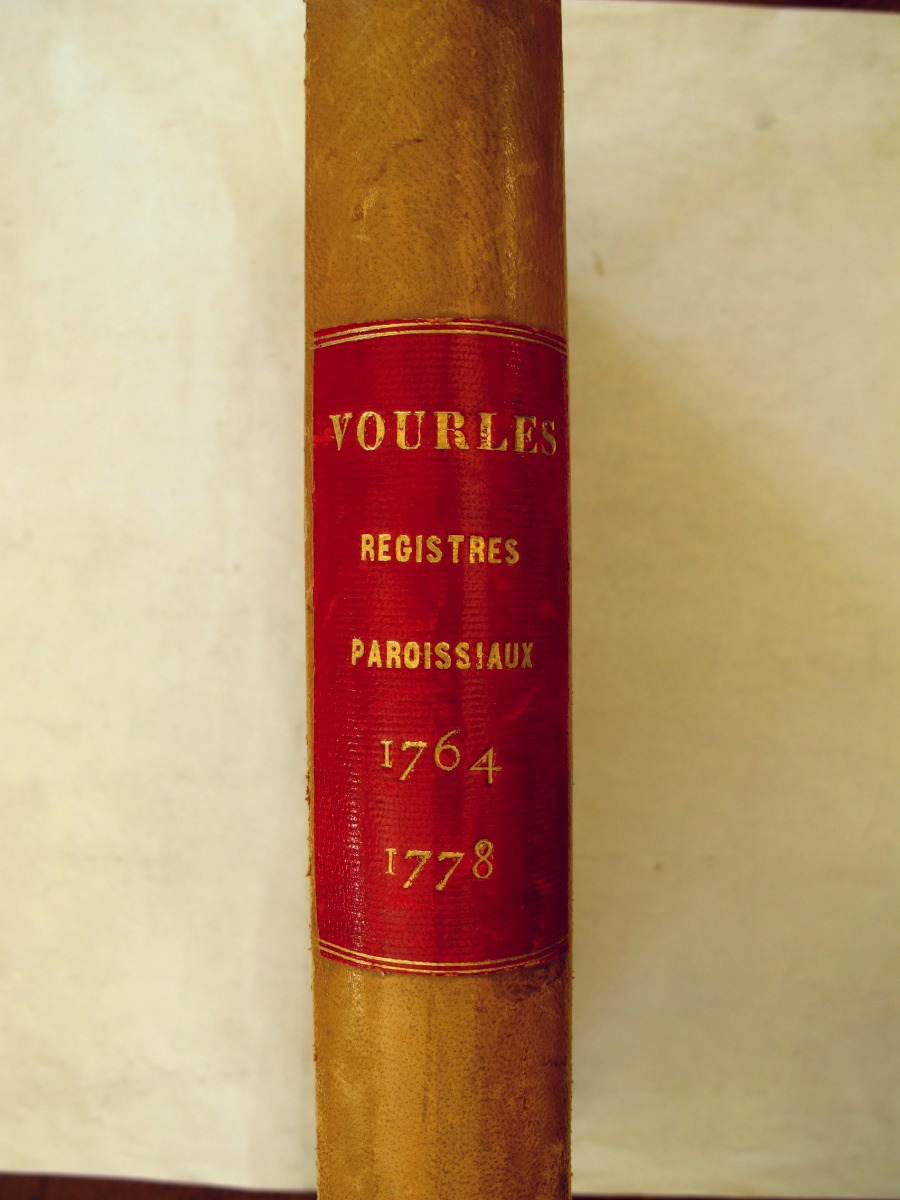 VOURLES
REGISTRES
PAROISSIAUX
1764
1778